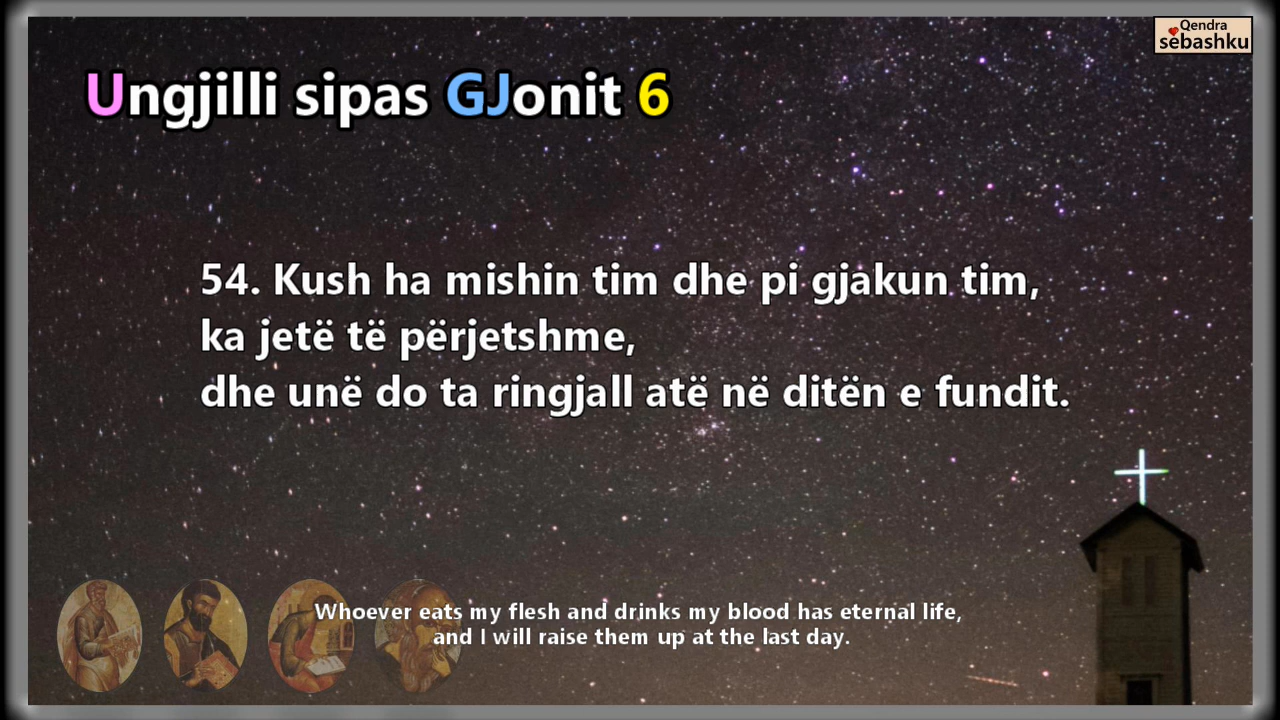 Qendra
sëbashku
Ungjilli sipas GJonit 6
54. Kush ha mishin tim dhe pi gjakun tim,
ka jetë të përjetshme,
dhe unë do ta ringjall atë në ditën e fundit.
Whoever eats my flesh and drinks my blood has eternal life,
and I will raise them up at the last day.